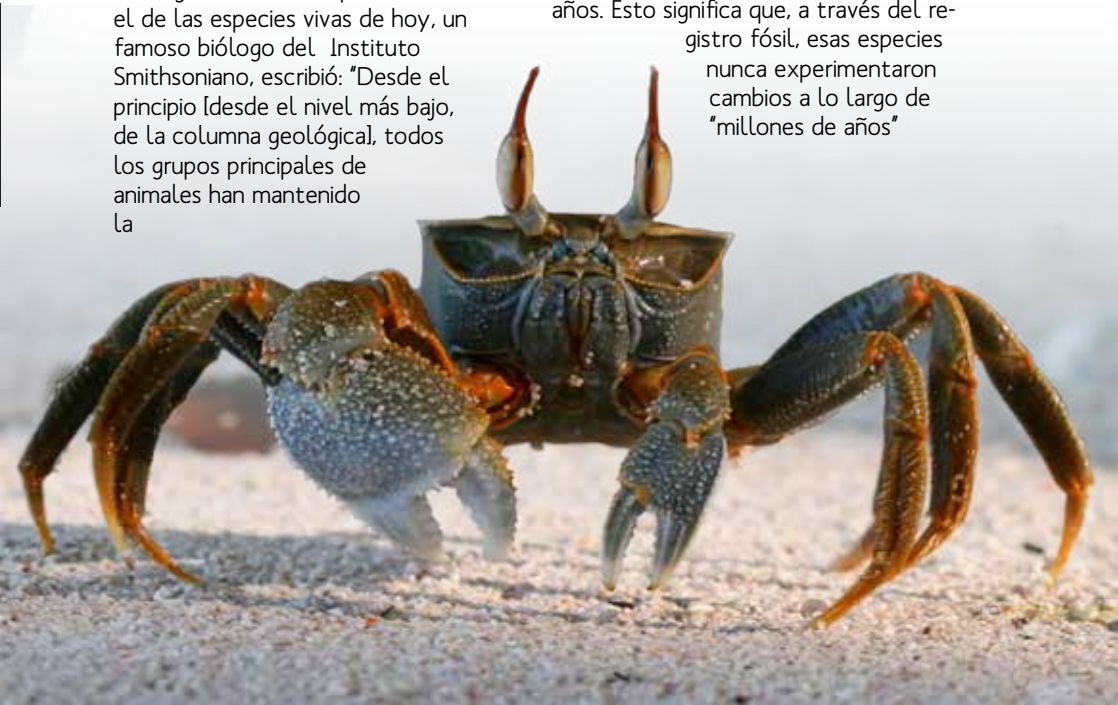 el de las especies vivas de hoy, un
famoso biólogo del Instituto
Smithsoniano, escribió: "Desde el
principio [desde el nivel más bajo,
de la columna geológica], todos
los grupos principales de
animales han mantenido
la
años. Esto significa que, a través del re-
gistro fósil, esas especies
nunca experimentaron
cambios a lo largo de
"millones de años"